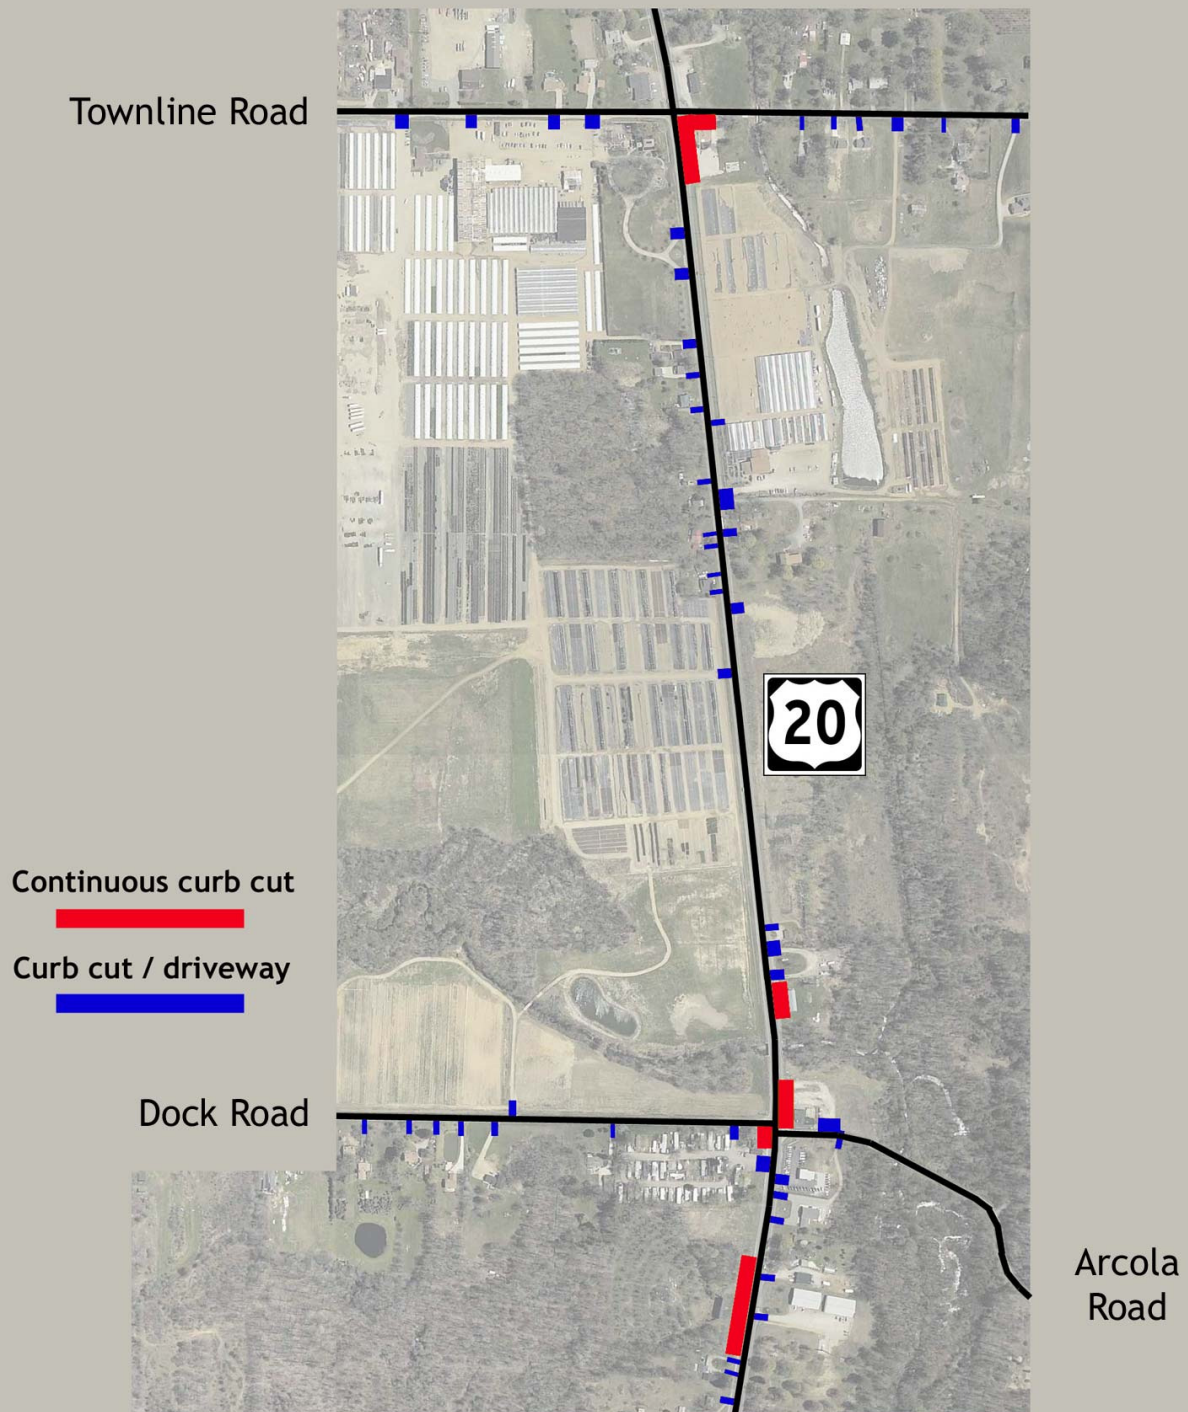 Townline Road
20
Continuous curb cut
Curb cut / driveway
Dock Road
Arcola
Road